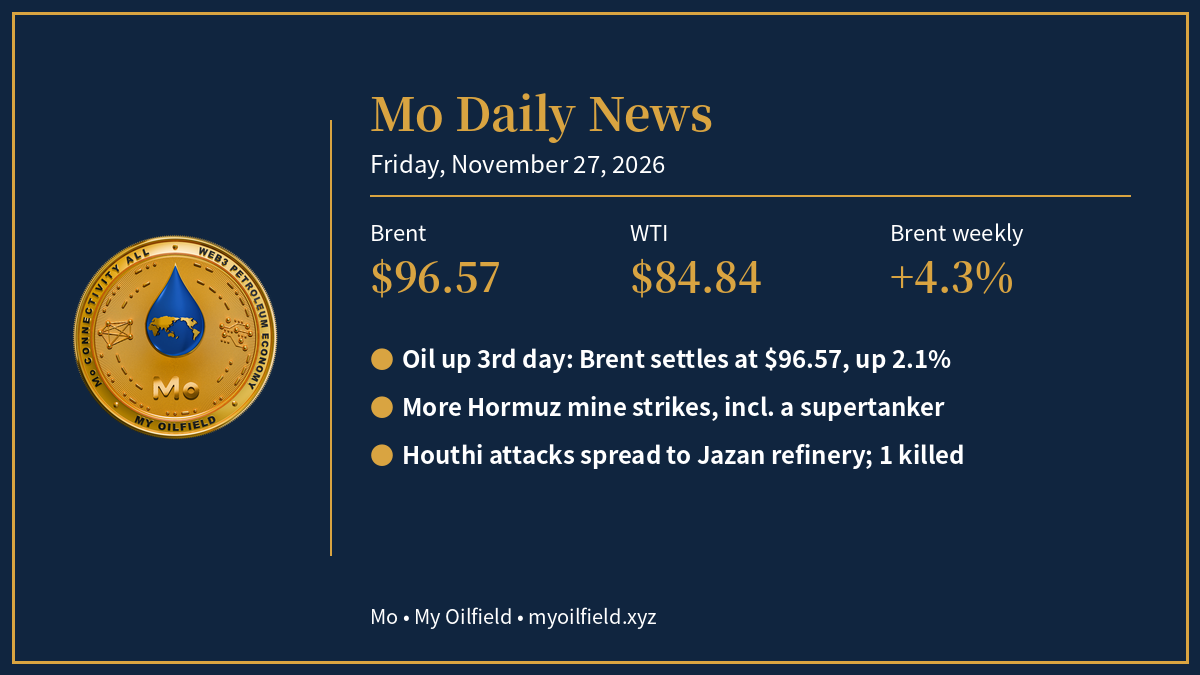 Mo Daily News
Friday, November 27, 2026
Brent
WTI
Brent weekly
$96.57
$84.84
+4.3%
Oil up 3rd day: Brent settles at $96.57, up 2.1%
More Hormuz mine strikes, incl. a supertanker
Houthi attacks spread to Jazan refinery; 1 killed
Mo CONNECTIVITY ALL
WEB3 PETROLEUM ECONOMY
Mo
MY OILFIELD
Mo • My Oilfield • myoilfield.xyz